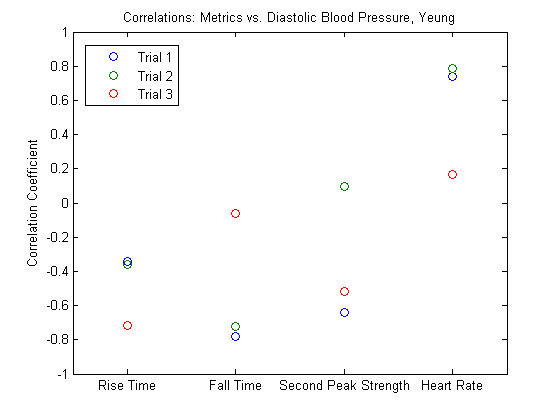 Correlations: Metrics vs. Diastolic Blood Pressure, Yeung
Trial 1
Trial 2
Trial 3
Correlation Coefficient
1
0.8
0.6
0.4
0.2
0
-0.2
-0.4
-0.6
-0.8
-1
Rise Time Fall Time Second Peak Strength Heart Rate